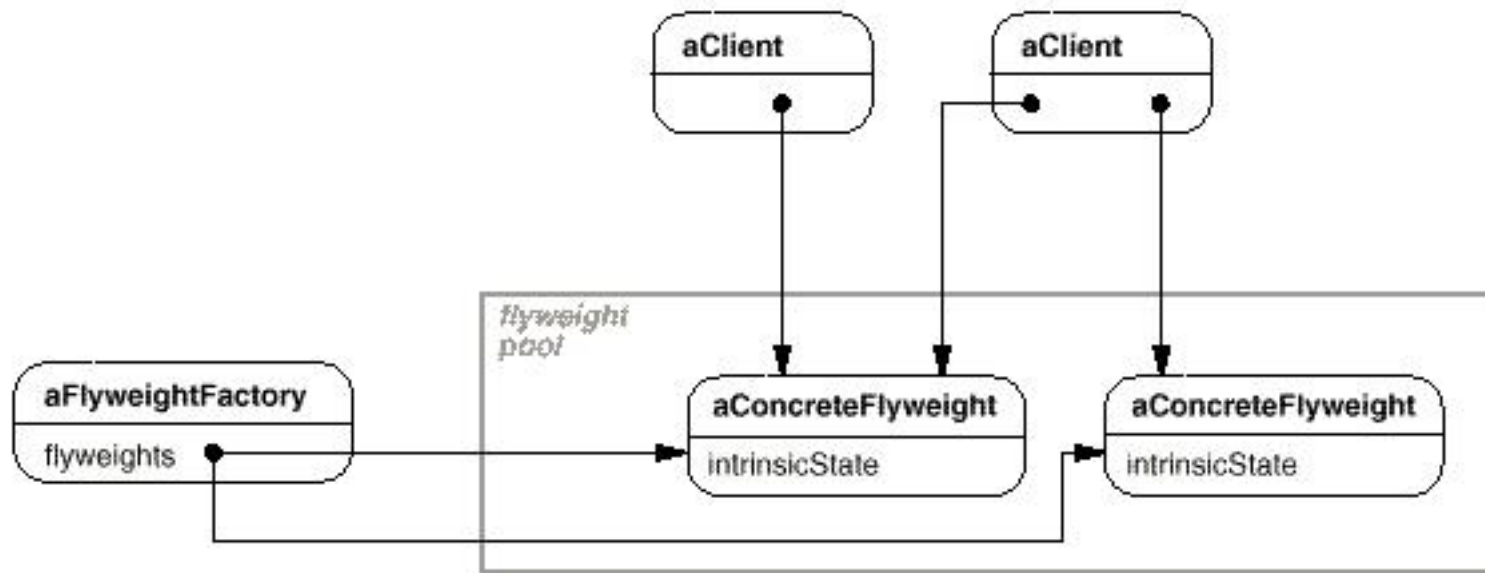 aClient
aClient
flyweight
pool
aFlyweightFactory
flyweights
aConcreteFlyweight
intrinsicState
aConcreteFlyweight
intrinsicState